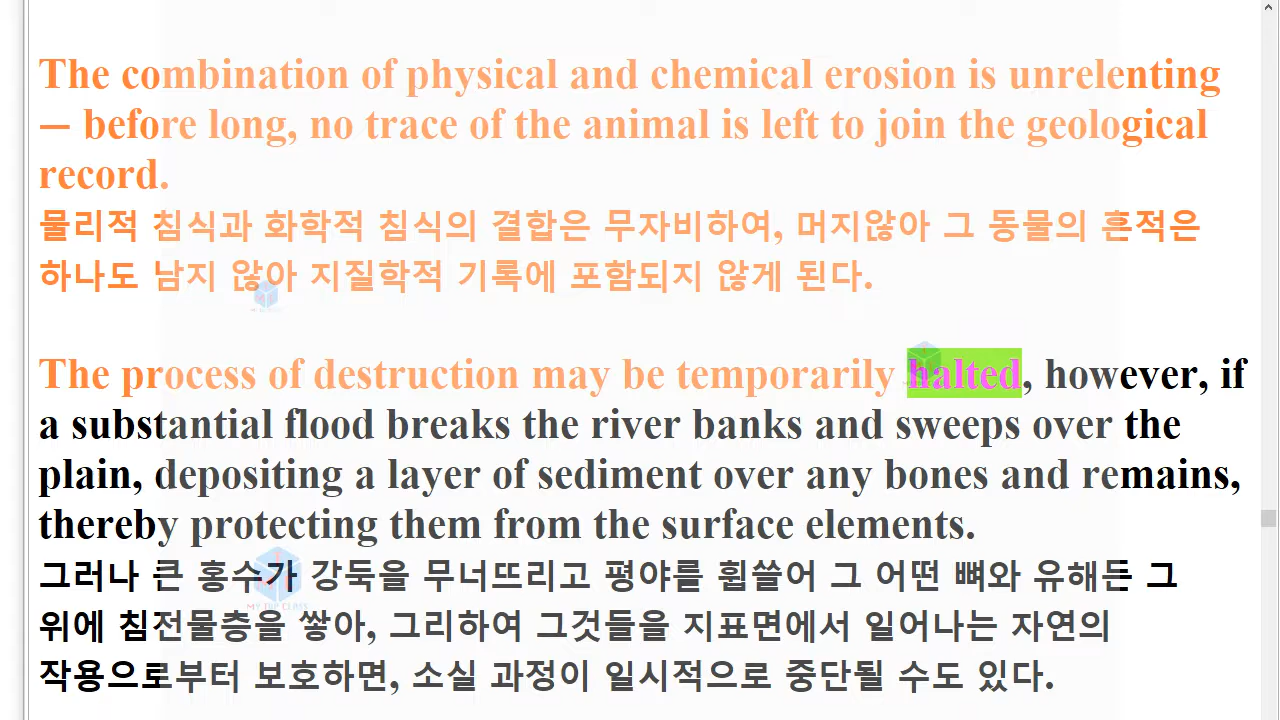 The combination of physical and chemical erosion is unrelenting
— before long, no trace of the animal is left to join the geological
record.
물리적 침식과 화학적 침식의 결합은 무자비하여, 머지않아 그 동물의 흔적은
하나도 남지 않아 지질학적 기록에 포함되지 않게 된다.
The process of destruction may be temporarily halted, however, if
a substantial flood breaks the river banks and sweeps over the
plain, depositing a layer of sediment over any bones and remains,
thereby protecting them from the surface elements.
그러나 큰 홍수가 강둑을 무너뜨리고 평야를 휩쓸어 그 어떤 뼈와 유해든 그
위에 침전물층을 쌓아, 그리하여 그것들을 지표면에서 일어나는 자연의
MY TOP CLASS
작용으로부터 보호하면, 소실 과정이 일시적으로 중단될 수도 있다.